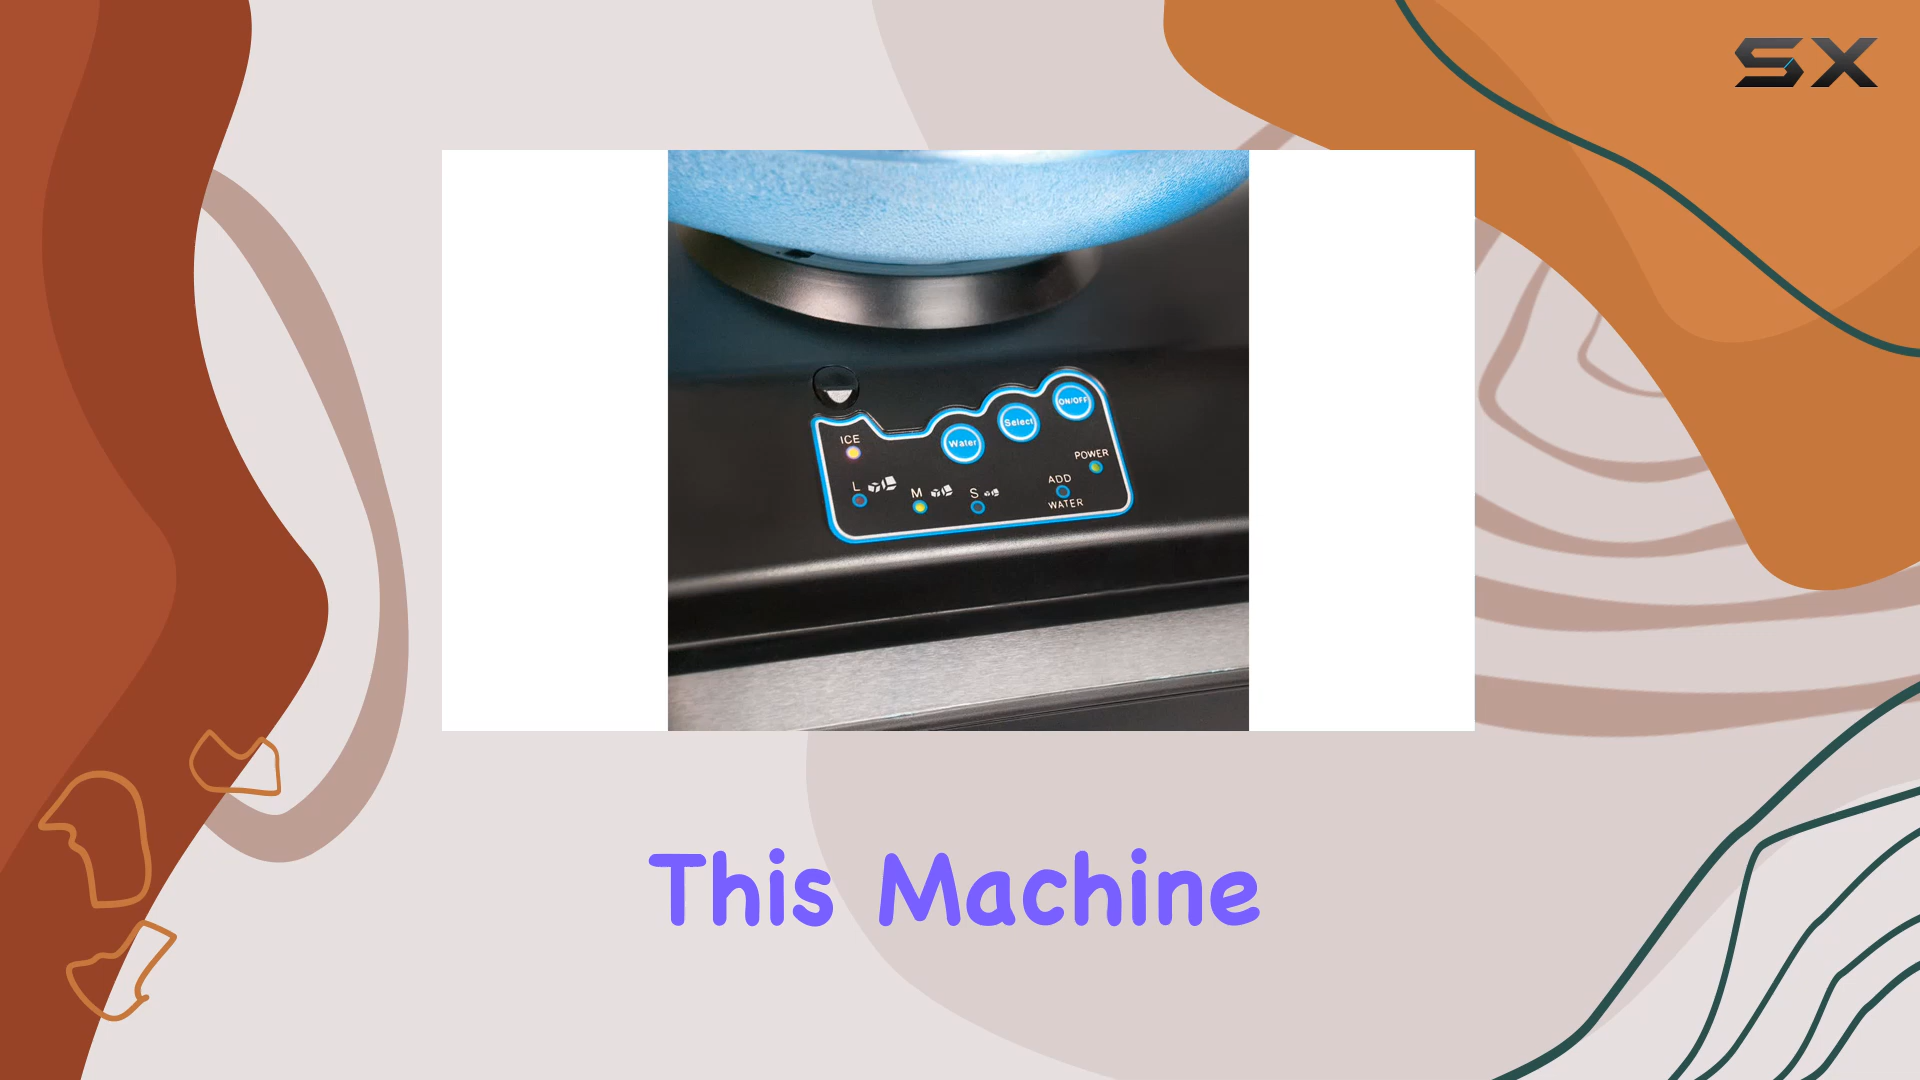 SX
ON/OFF
Select
Water
ICE
POWER
L
M
S
ADD
WATER
This Machine